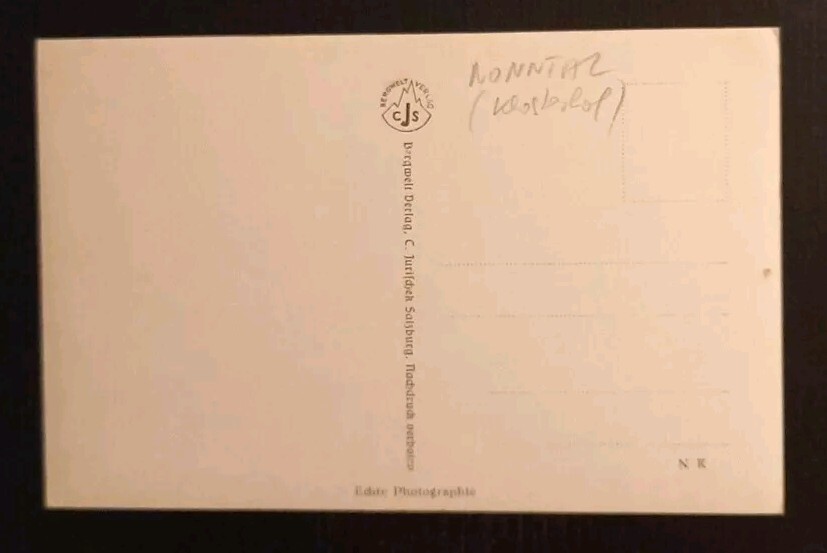 NONNTAL
(Klosterhof)
BERGWELT VERLAG
CJS
Bergwelt Verlag, C. Jurischek Salzburg. Nachdruck verboten
N R
Echte Photographie